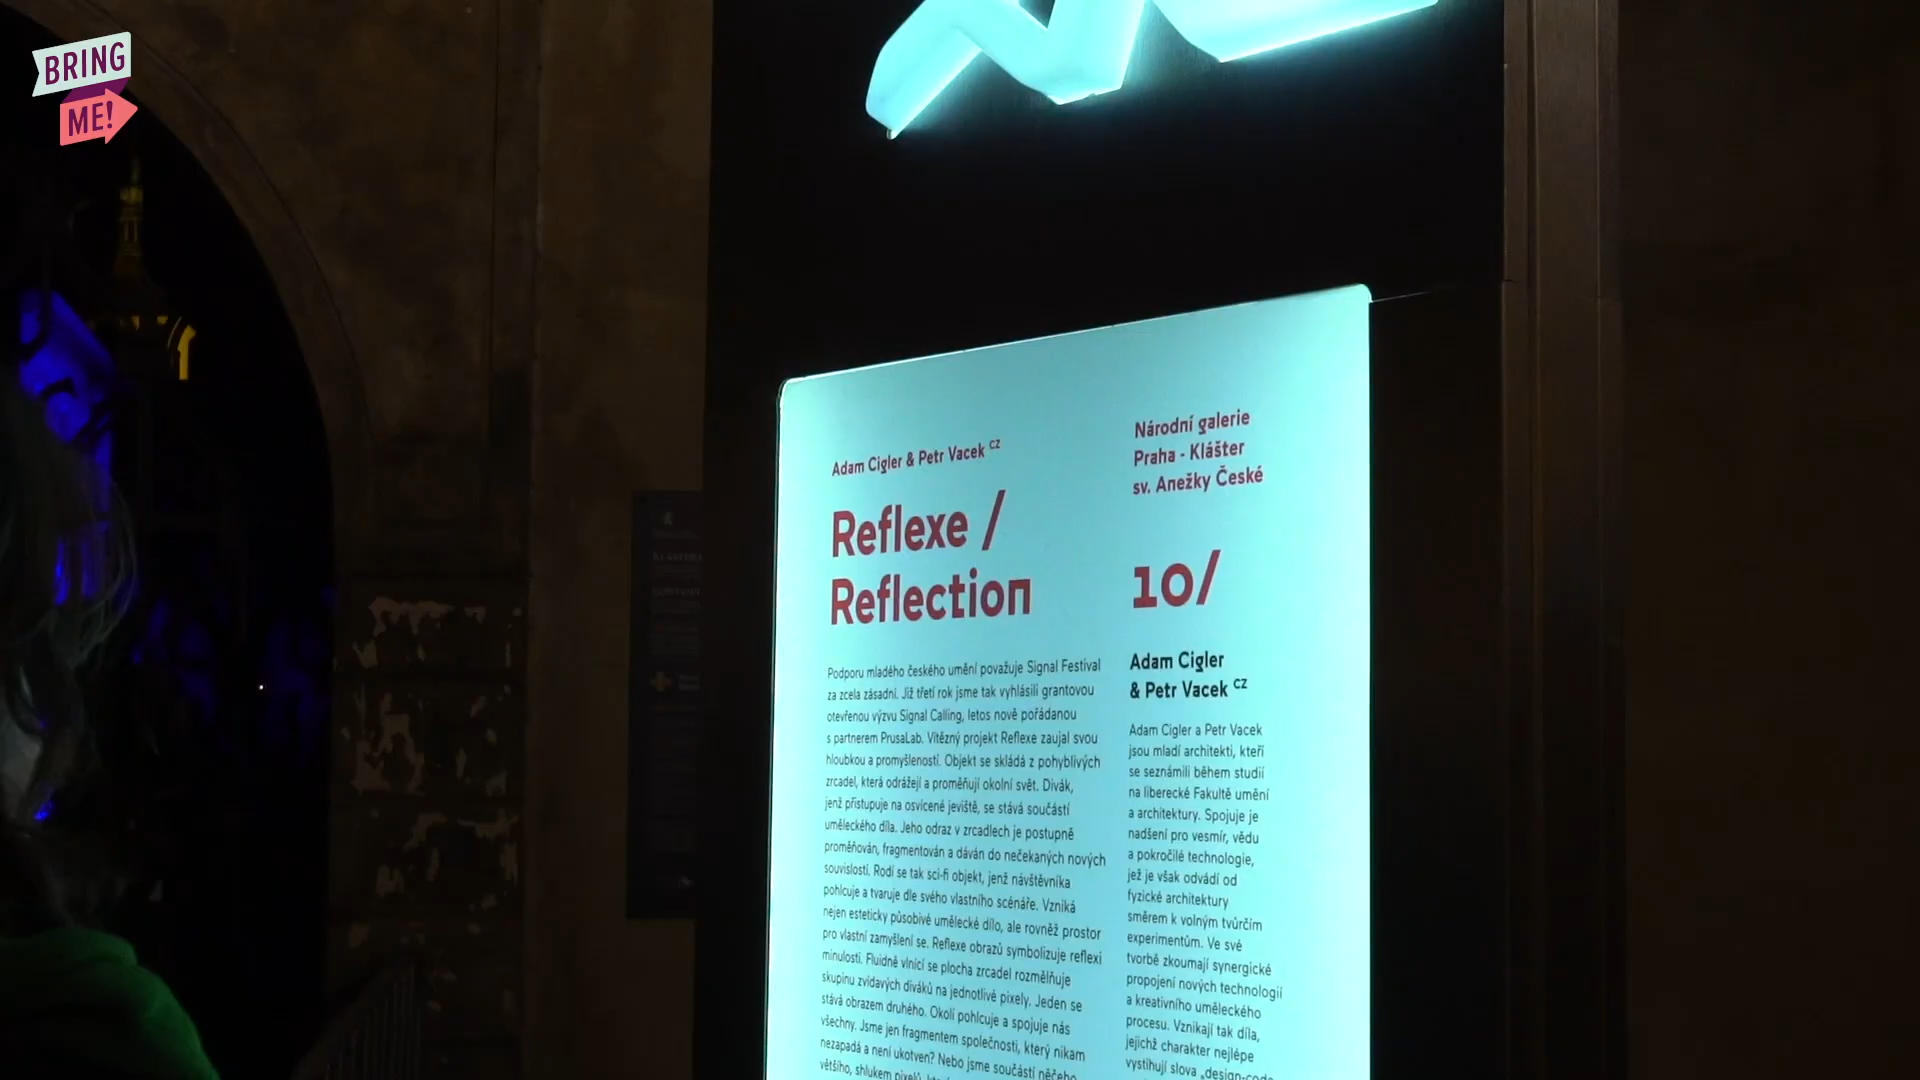 BRING
ME!
Adam Cigler & Petr Vacek CZ
Reflexe /
Reflection
Podporu mladého českého umění považuje Signal Festival
za zcela zásadní. Již třetí rok jsme tak vyhlásili grantovou
otevřenou výzvu Signal Calling, letos nově pořádanou
s partnerem PrusaLab. Vítězný projekt Reflexe zaujal svou
hloubkou a promyšleností. Objekt se skládá z pohyblivých
zrcadel, která odrážejí a proměňují okolní svět. Divák,
jenž přistupuje na osvícené jeviště, se stává součástí
uměleckého díla. Jeho odraz v zrcadlech je postupně
proměňován, fragmentován a dáván do nečekaných nových
souvislostí. Rodí se tak sci-fi objekt, jenž návštěvníka
pohlcuje a tvaruje dle svého vlastního scénáře. Vzniká
nejen esteticky působivé umělecké dílo, ale rovněž prostor
pro vlastní zamyšlení se. Reflexe obrazů symbolizuje reflexi
minulosti. Fluidně vlnící se plocha zrcadel rozmělňuje
skupinu zvídavých diváků na jednotlivé pixely. Jeden se
stává obrazem druhého. Okolí pohlcuje a spojuje nás
všechny. Jsme jen fragmentem společnosti, který nikam
nezapadá a není ukotven? Nebo jsme součástí něčeho
většího, shlukem pixelů,
Národní galerie
Praha - Klášter
sv. Anežky České
10/
Adam Cigler
& Petr Vacek CZ
Adam Cigler a Petr Vacek
jsou mladí architekti, kteří
se seznámili během studií
na liberecké Fakultě umění
a architektury. Spojuje je
nadšení pro vesmír, vědu
a pokročilé technologie,
jež je však odvádí od
fyzické architektury
směrem k volným tvůrčím
experimentům. Ve své
tvorbě zkoumají synergické
propojení nových technologií
a kreativního uměleckého
procesu. Vznikají tak díla,
jejichž charakter nejlépe
vystihují slova „design-code